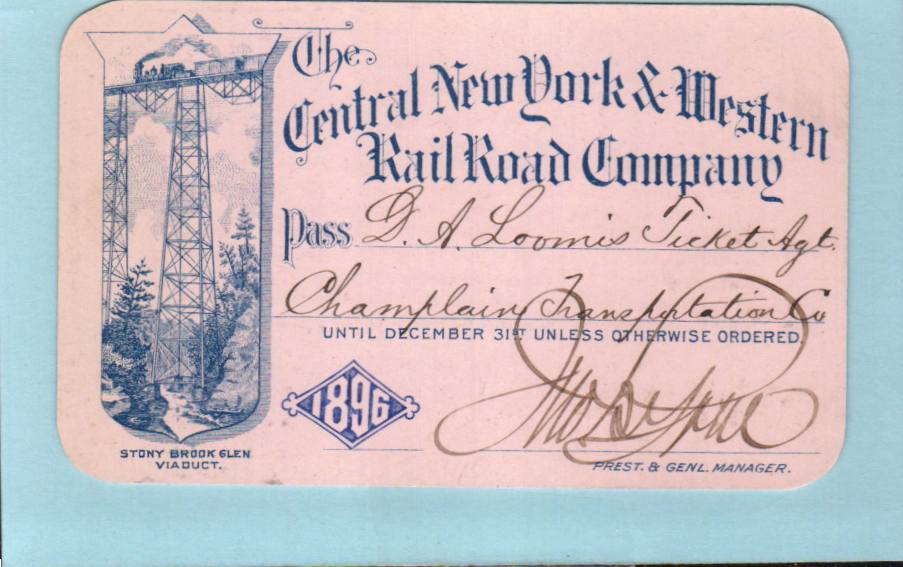 The
Central New York & Western
Rail Road Company
Pass D. A. Loomis Ticket Agt.
Champlain Transportation Co
UNTIL DECEMBER 31ST UNLESS OTHERWISE ORDERED.
1896
PREST. & GENL. MANAGER.
STONY BROOK GLEN
VIADUCT.